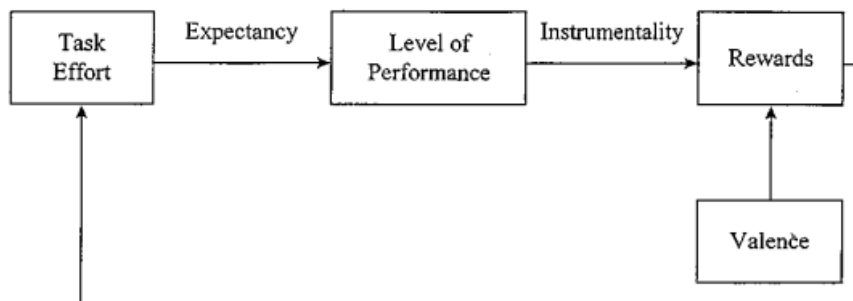 Task
Effort
Expectancy
Level of
Performance
Instrumentality
Rewards
Valence